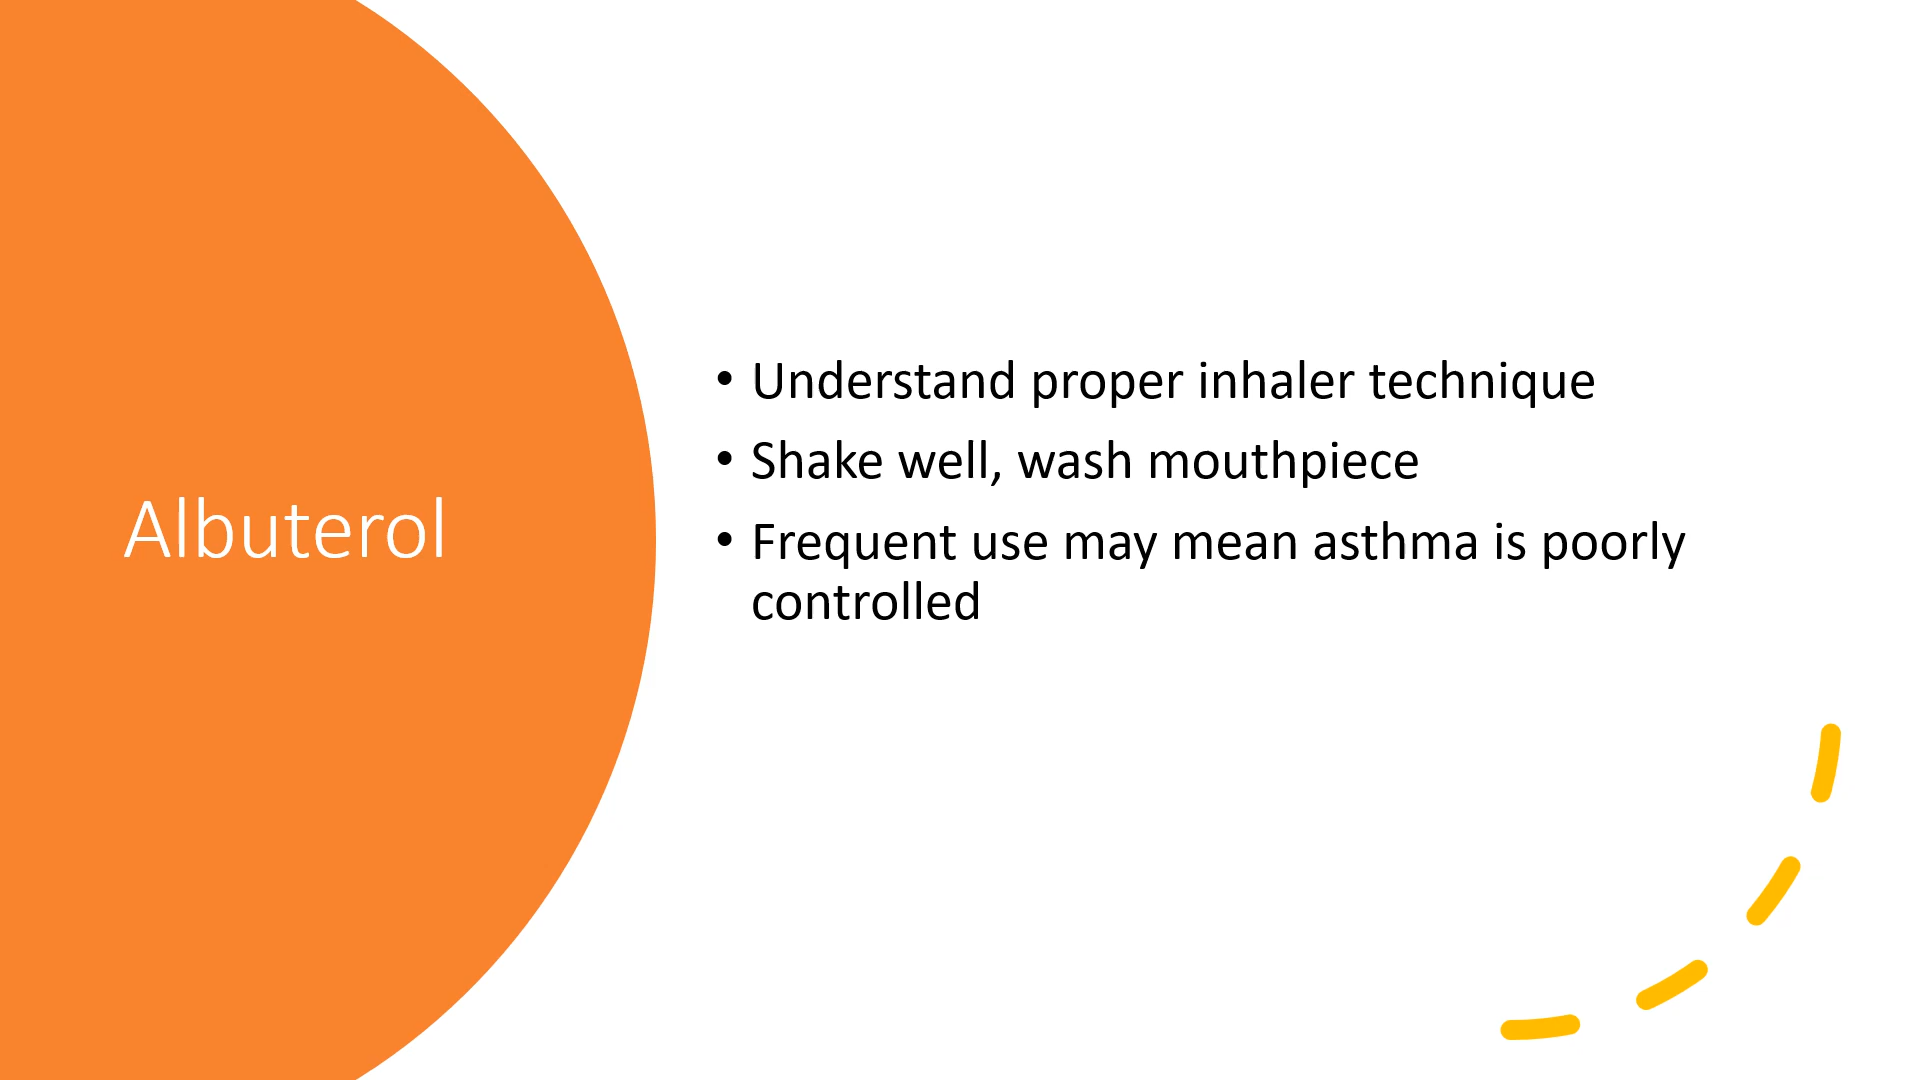 Albuterol
• Understand proper inhaler technique
• Shake well, wash mouthpiece
• Frequent use may mean asthma is poorly
controlled